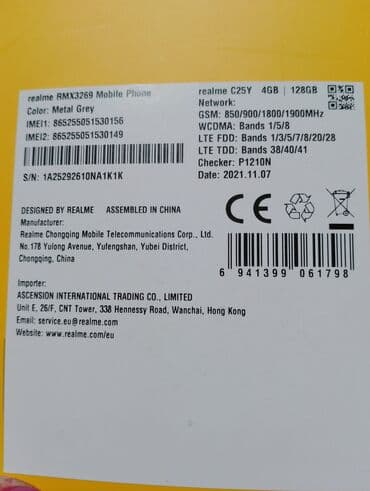 realme RMX3269 Mobile Phone
Color: Metal Grey
IMEI1: 865255051530156
IMEI2: 865255051530149
S/N: 1A25292610NA1K1K
realme C25Y 4GB | 128GB
Network:
GSM: 850/900/1800/1900MHz
WCDMA: Bands 1/5/8
LTE FDD: Bands 1/3/5/7/8/20/28
LTE TDD: Bands 38/40/41
Checker: P1210N
Date: 2021.11.07
DESIGNED BY REALME ASSEMBLED IN CHINA
Manufacturer:
Realme Chongqing Mobile Telecommunications Corp., Ltd.
No.178 Yulong Avenue, Yufengshan, Yubei District,
Chongqing, China
CE
6 941399 061798
Importer:
ASCENSION INTERNATIONAL TRADING CO., LIMITED
Unit E, 26/F, CNT Tower, 338 Hennessy Road, Wanchai, Hong Kong
Email: service.eu@realme.com
Website: www.realme.com/eu